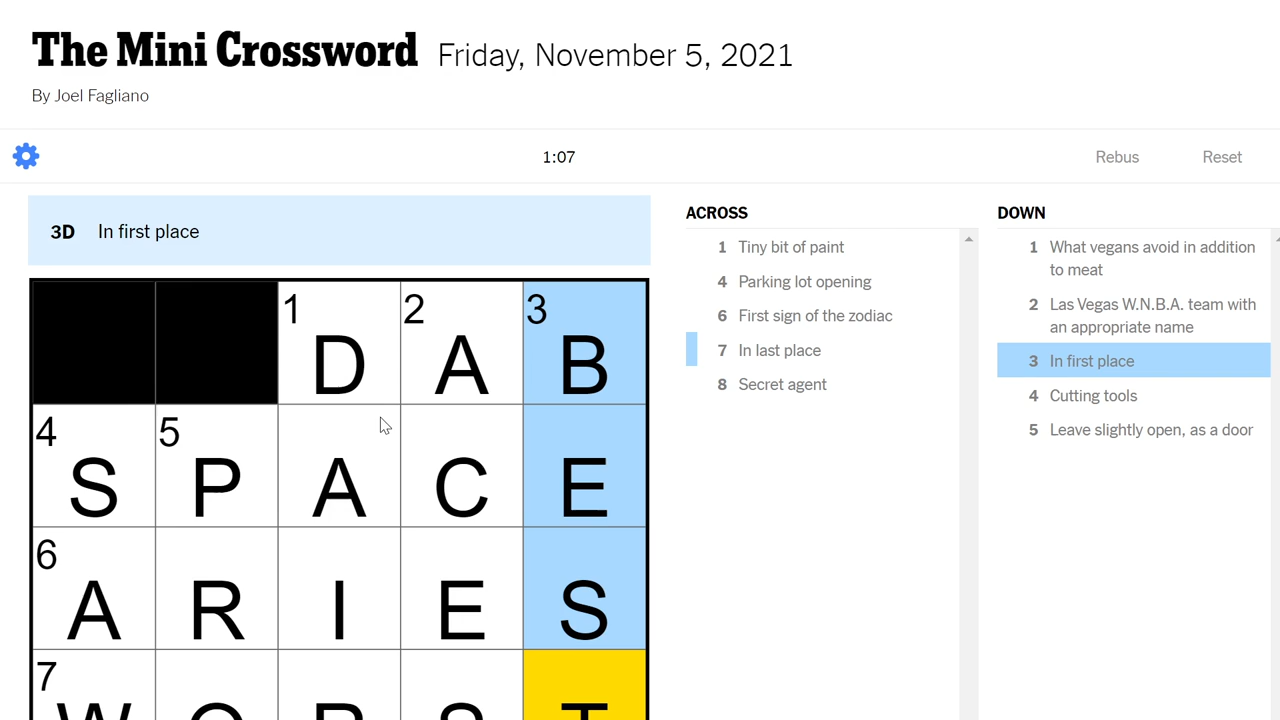 The Mini Crossword Friday, November 5, 2021
By Joel Fagliano
1:07 Rebus Reset
3D In first place
ACROSS
1 Tiny bit of paint
4 Parking lot opening
6 First sign of the zodiac
7 In last place
8 Secret agent
DOWN
1 What vegans avoid in addition
to meat
2 Las Vegas W.N.B.A. team with
an appropriate name
3 In first place
4 Cutting tools
5 Leave slightly open, as a door
1 2 3
D A B
4 5
S P A C E
6
A R I E S
7
W O R S T